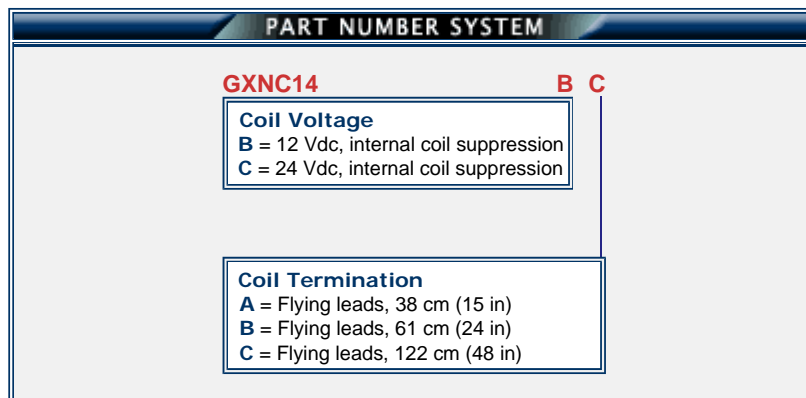 PART NUMBER SYSTEM
GXNC14 B C
Coil Voltage
B = 12 Vdc, internal coil suppression
C = 24 Vdc, internal coil suppression
Coil Termination
A = Flying leads, 38 cm (15 in)
B = Flying leads, 61 cm (24 in)
C = Flying leads, 122 cm (48 in)